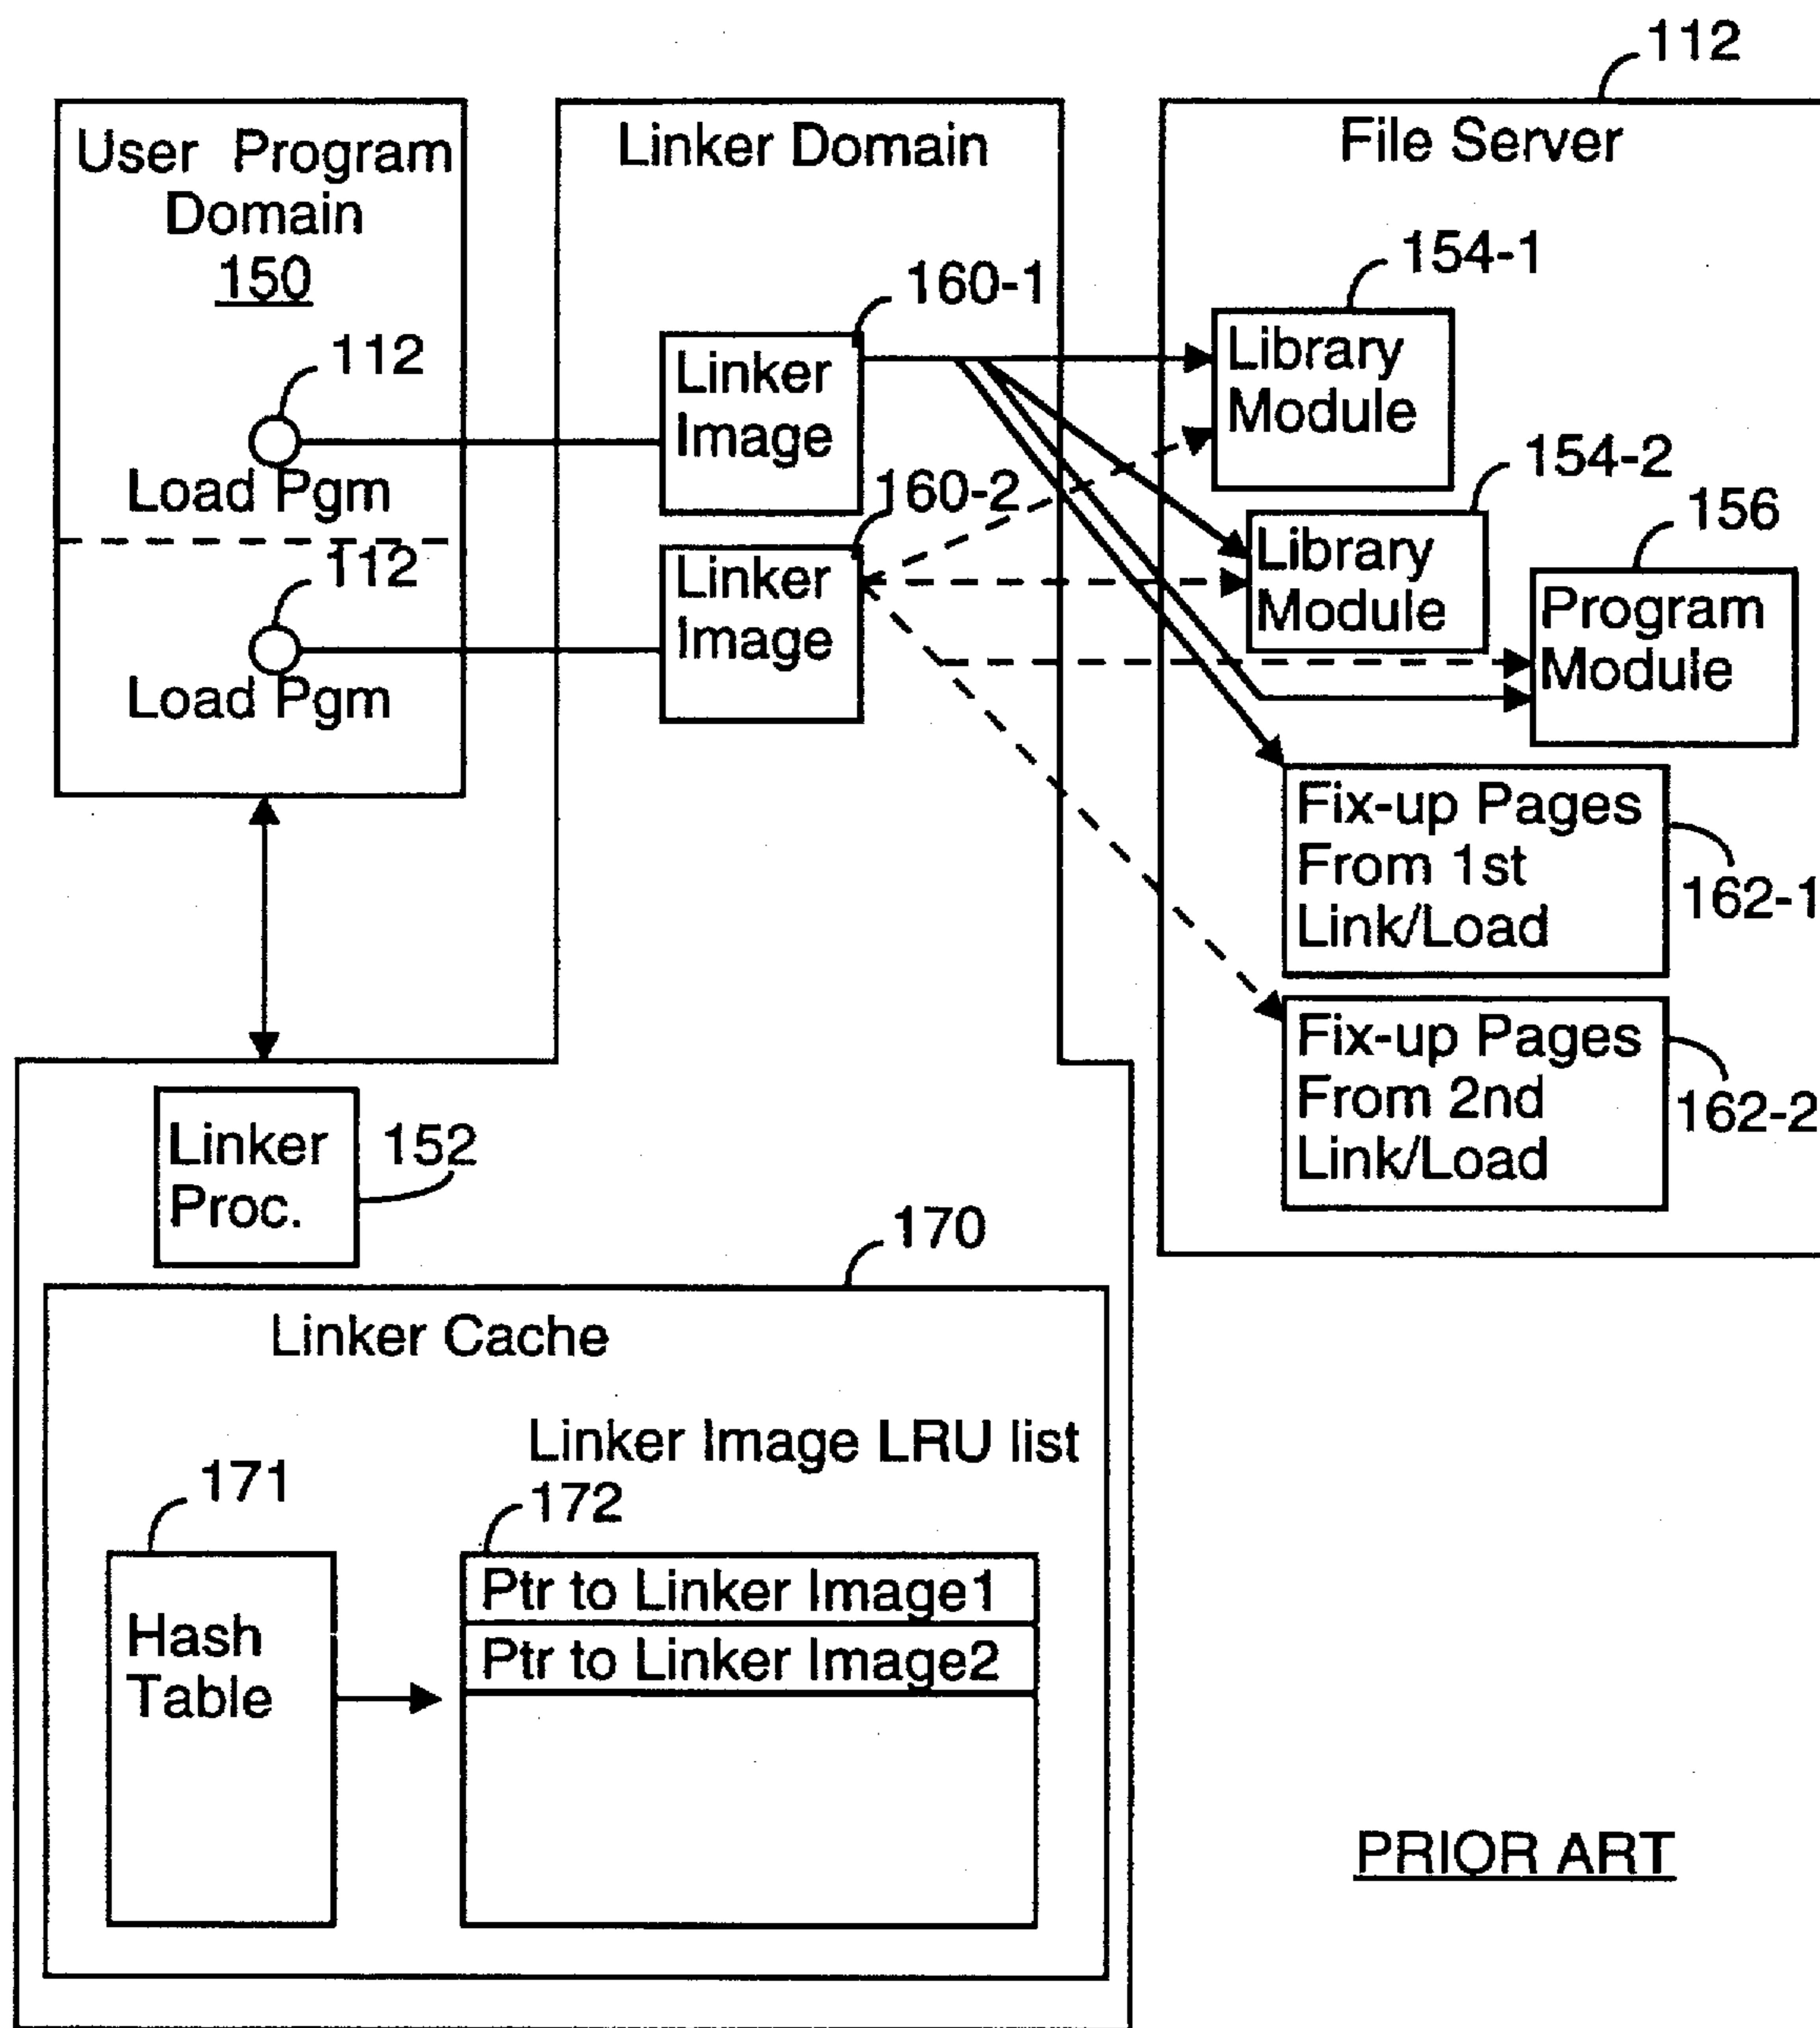 112
User Program
Domain
150
Linker Domain
File Server
112
Load Pgm
112
Load Pgm
160-1
Linker
Image
160-2
Linker
Image
154-1
Library
Module
154-2
Library
Module
156
Program
Module
Fix-up Pages
From 1st
Link/Load
162-1
Fix-up Pages
From 2nd
Link/Load
162-2
Linker
Proc.
152
170
Linker Cache
Linker Image LRU list
171
172
Hash
Table
Ptr to Linker Image1
Ptr to Linker Image2
PRIOR ART